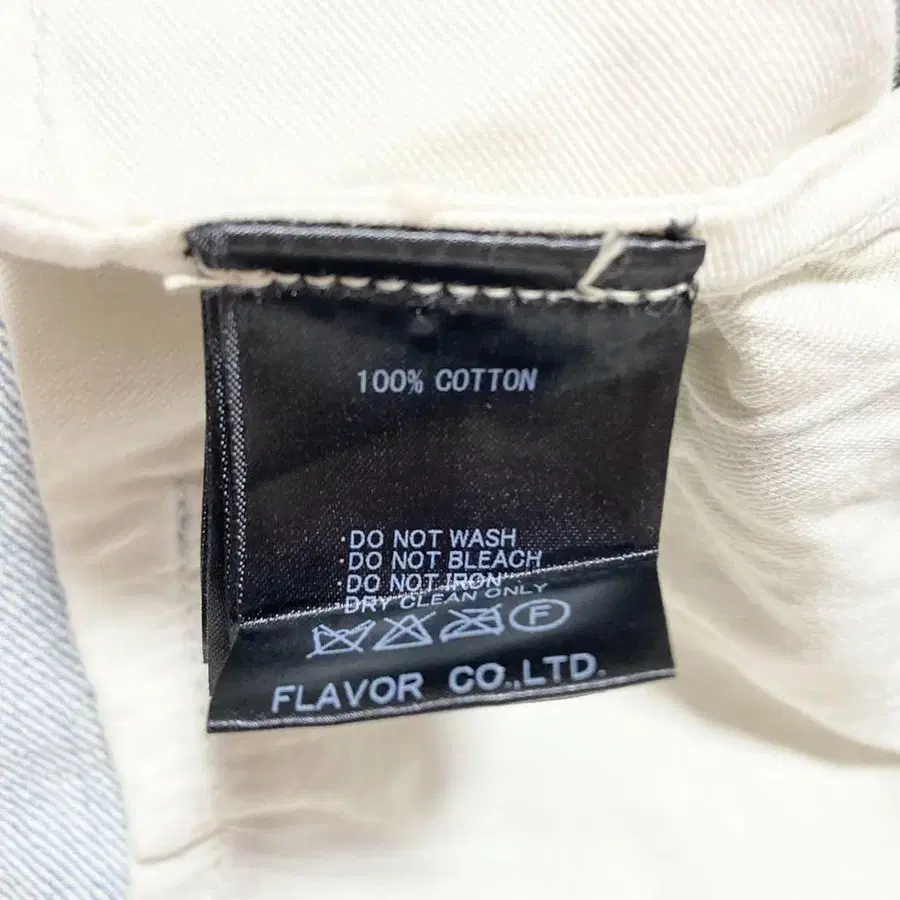 100% COTTON
·DO NOT WASH
·DO NOT BLEACH
·DO NOT IRON
·DRY CLEAN ONLY
F
FLAVOR CO.,LTD.